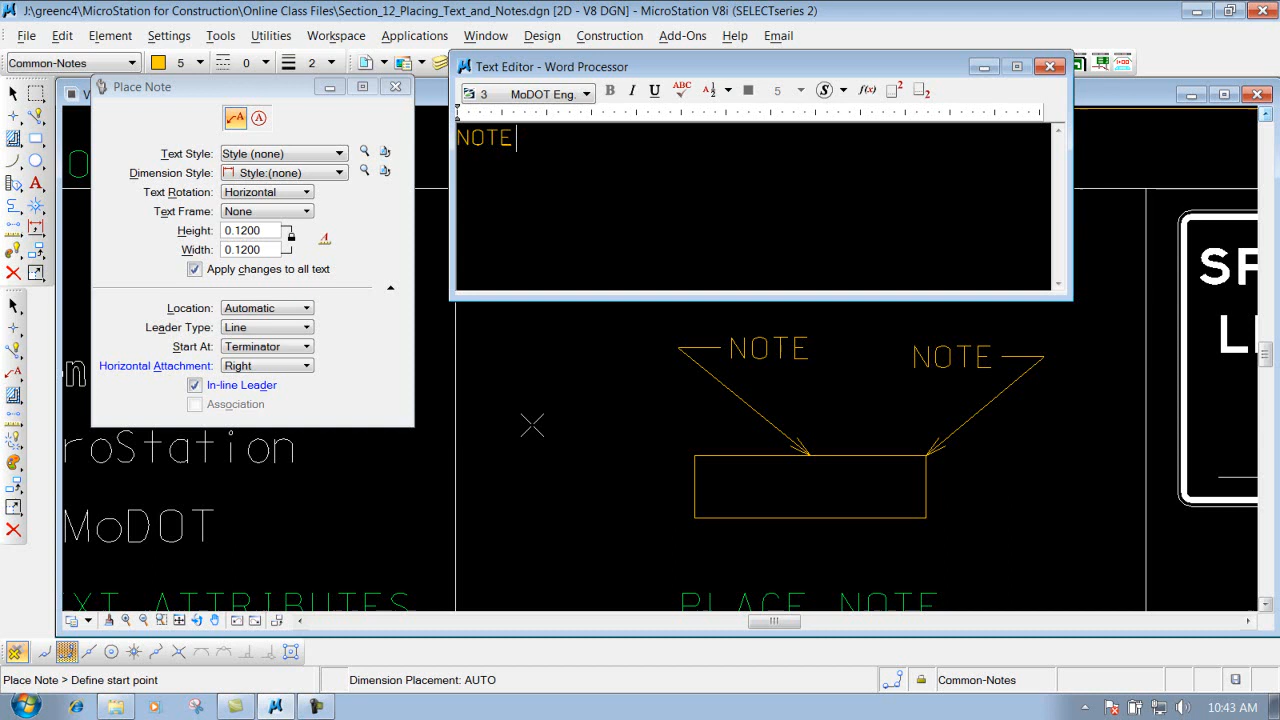 J:\greenc4\MicroStation for Construction\Online Class Files\Section_12_Placing_Text_and_Notes.dgn [2D - V8 DGN] - MicroStation V8i (SELECTseries 2)
File Edit Element Settings Tools Utilities Workspace Applications Window Design Construction Add-Ons Help Email
Common-Notes 5 0 2
Text Editor - Word Processor
3 MoDOT Eng. B I U ABC 5 S f(x)
NOTE
Place Note
Text Style: Style (none)
Dimension Style: Style:(none)
Text Rotation: Horizontal
Text Frame: None
Height: 0.1200
Width: 0.1200
Apply changes to all text
Location: Automatic
Leader Type: Line
Start At: Terminator
Horizontal Attachment: Right
In-line Leader
Association
NOTE NOTE
roStation
MoDOT
EXT ATTRIBUTES
PLACE NOTE
Place Note > Define start point
Dimension Placement: AUTO
Common-Notes
10:43 AM